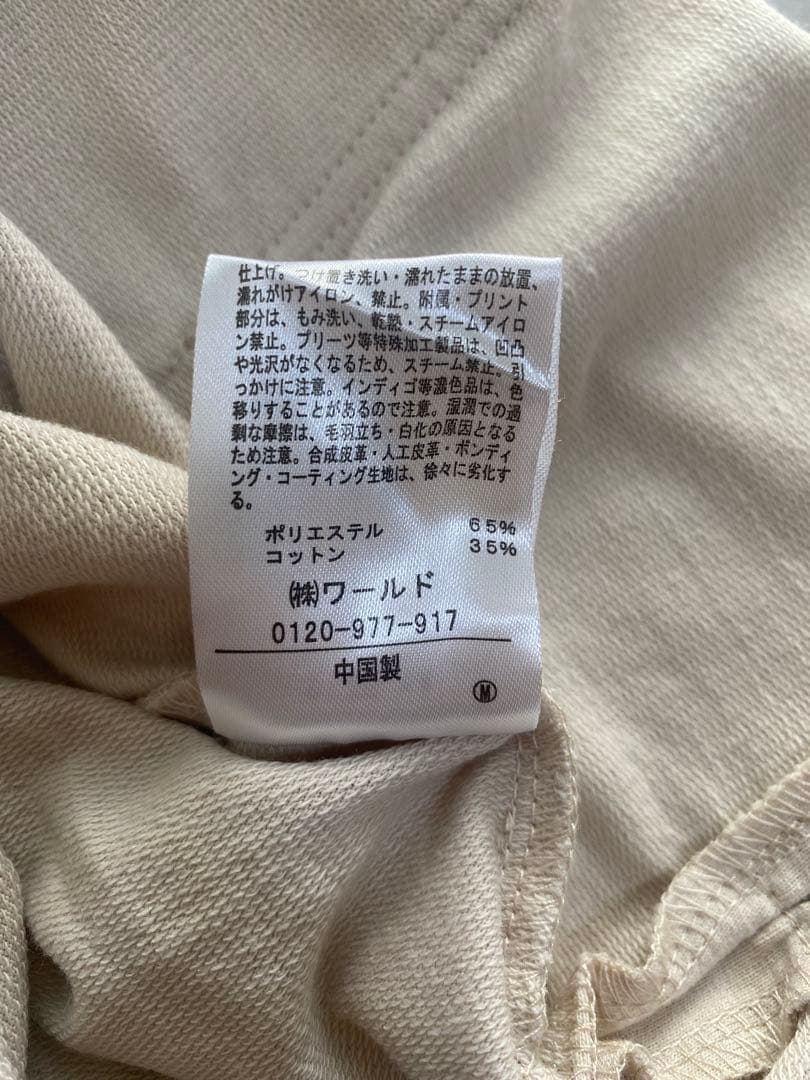 仕上げ。つけ置き洗い・濡れたままの放置、
濡れがけアイロン、禁止。附属・プリント
部分は、もみ洗い、乾熱・スチームアイロ
ン禁止。プリーツ等特殊加工製品は、凹凸
や光沢がなくなるため、スチーム禁止。引
っかけに注意。インディゴ等濃色品は、色
移りすることがあるので注意。湿潤での過
剰な摩擦は、毛羽立ち・白化の原因となる
ため注意。合成皮革・人工皮革・ボンディ
ング・コーティング生地は、徐々に劣化す
る。
ポリエステル 65%
コットン 35%
㈱ワールド
0120-977-917
中国製
Ⓜ